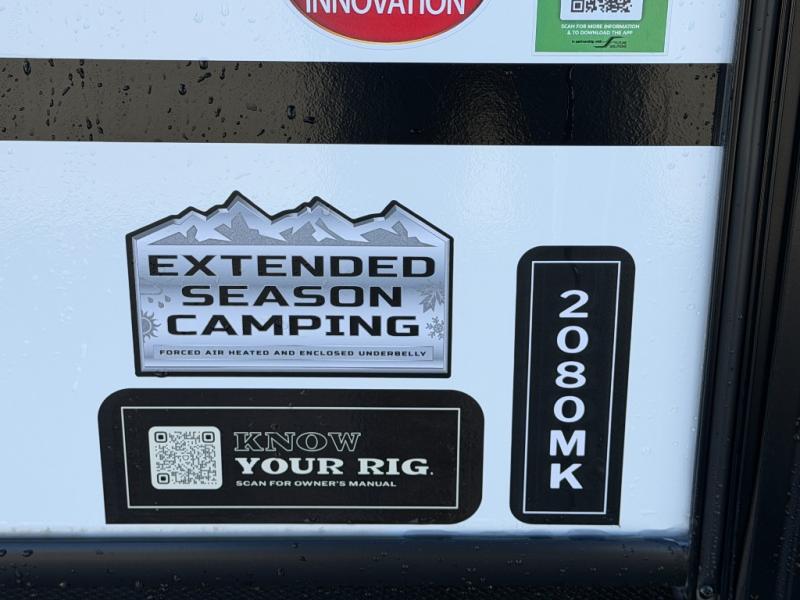 INNOVATION
SCAN FOR MORE INFORMATION
& TO DOWNLOAD THE APP
EXTENDED
SEASON
CAMPING
FORCED AIR HEATED AND ENCLOSED UNDERBELLY
KNOW
YOUR RIG.
SCAN FOR OWNER'S MANUAL
2080MK